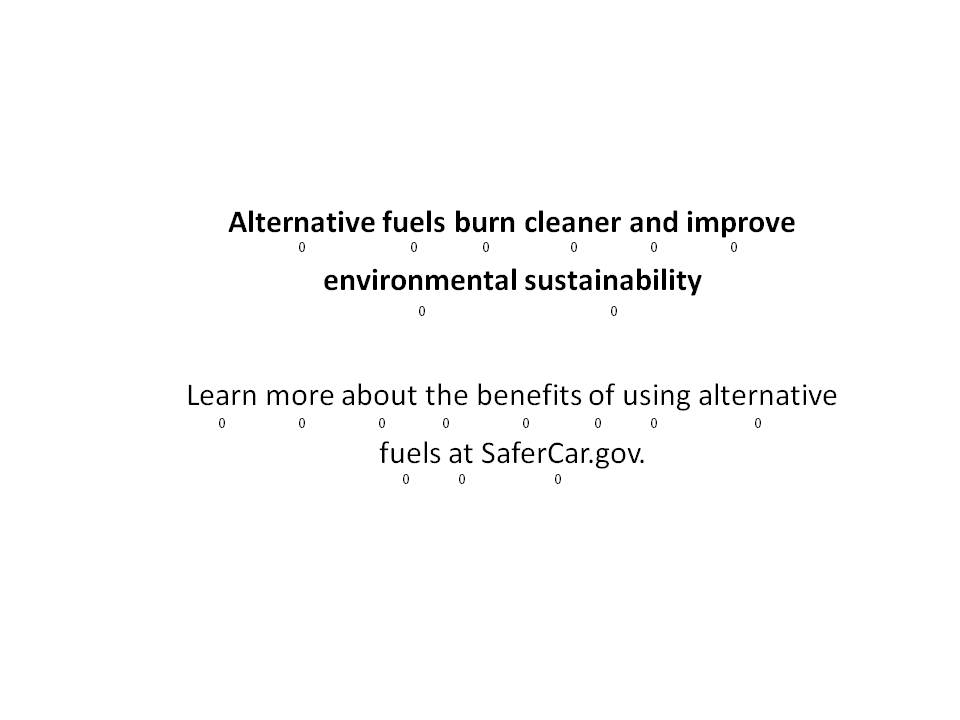 Alternative fuels burn cleaner and improve
0 0 0 0 0 0
environmental sustainability
0 0
Learn more about the benefits of using alternative
0 0 0 0 0 0 0 0
fuels at SaferCar.gov.
0 0 0